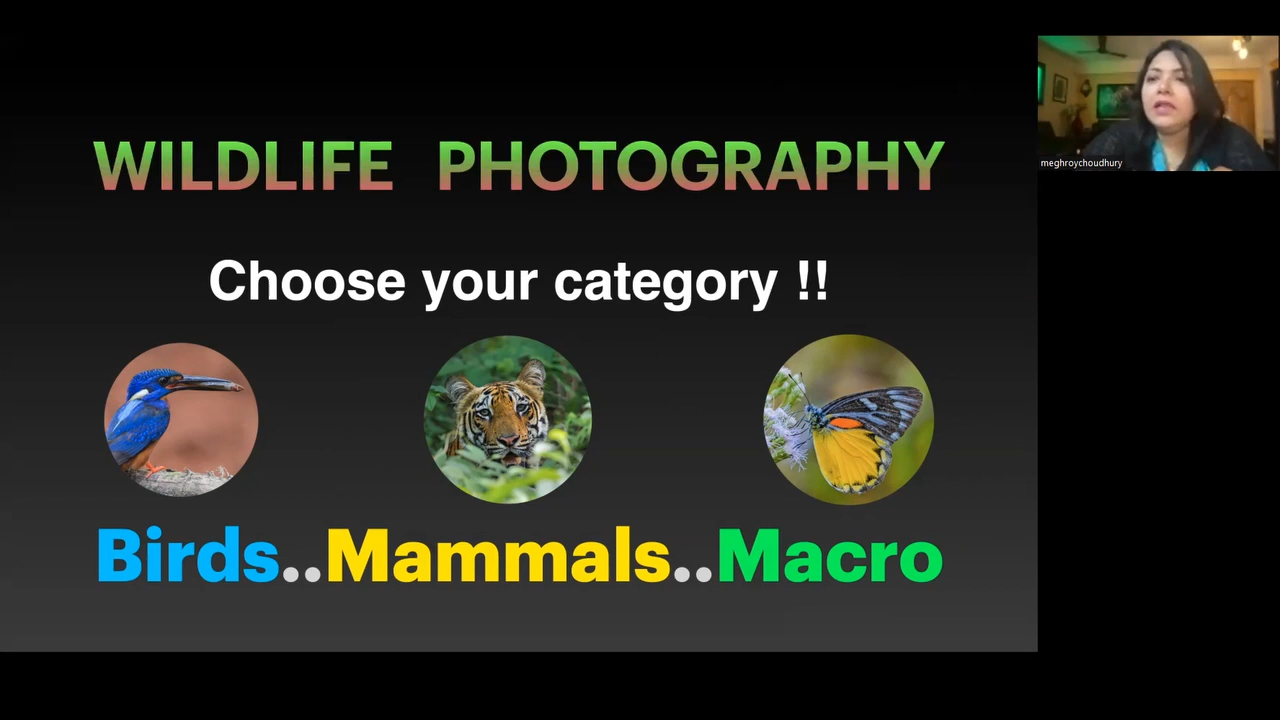 WILDLIFE PHOTOGRAPHY
Choose your category !!
Birds..Mammals..Macro
meghroychoudhury